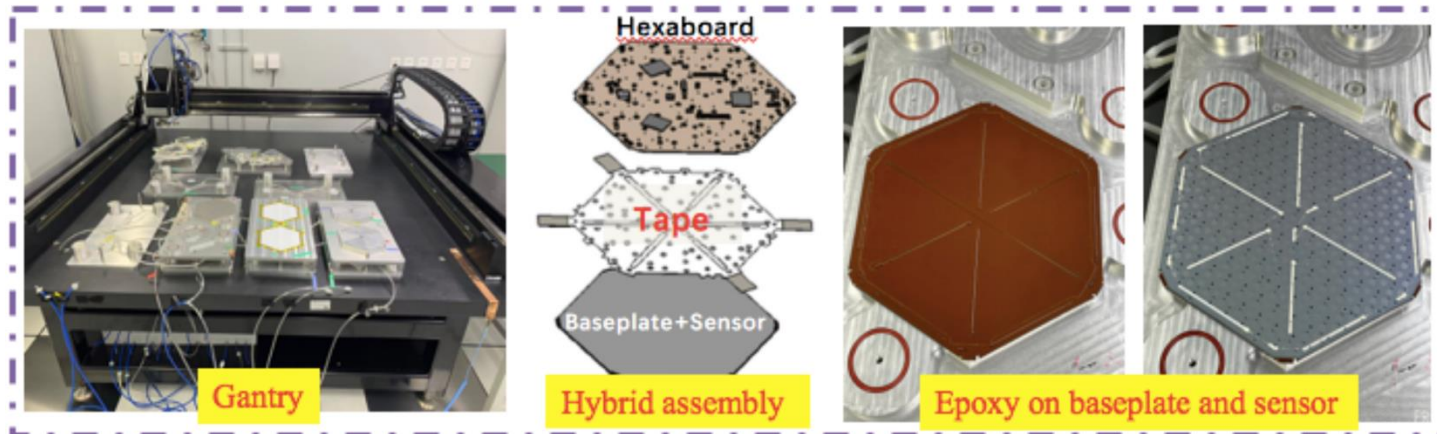 Hexaboard
Tape
Baseplate+Sensor
Gantry
Hybrid assembly
Epoxy on baseplate and sensor